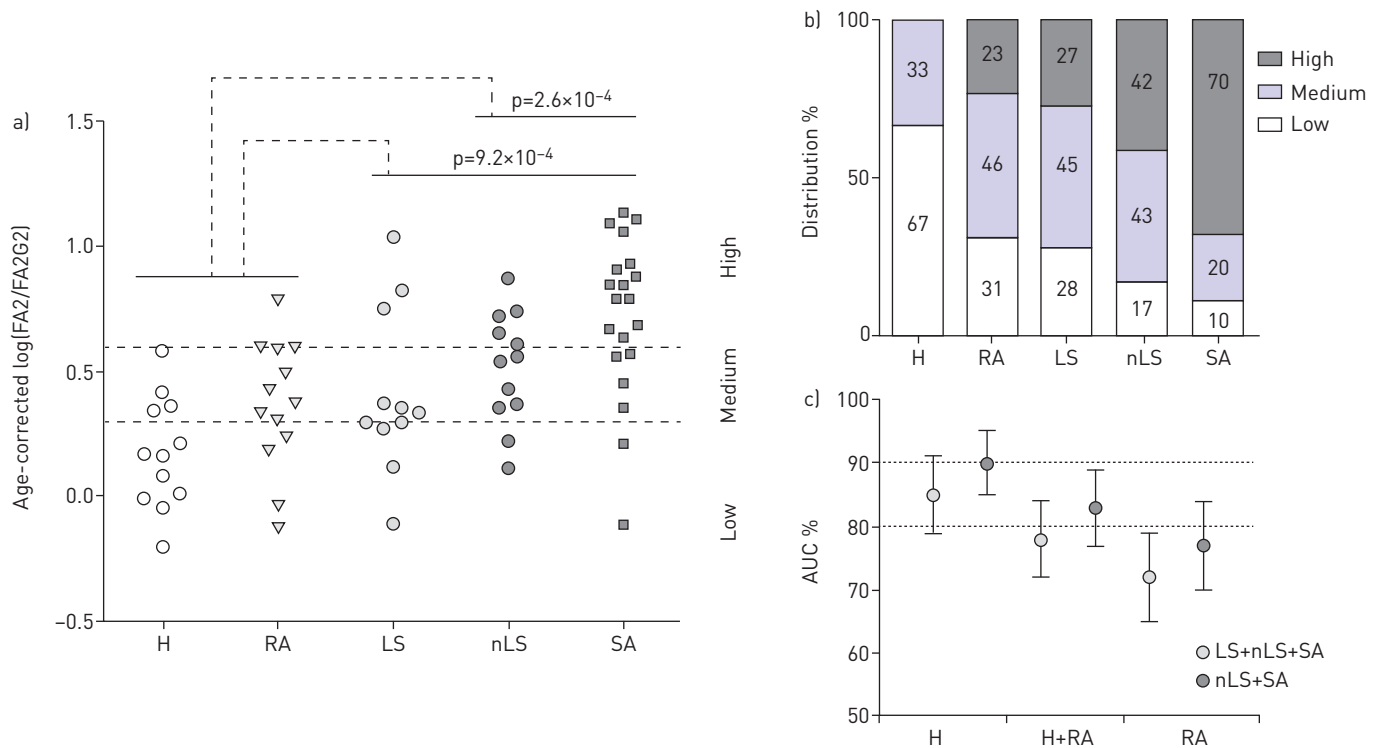 a)
Age-corrected log(FA2/FA2G2)
1.5
1.0
0.5
0.0
–0.5
p=2.6×10–4
p=9.2×10–4
High
Medium
Low
H RA LS nLS SA
b)
Distribution %
100
50
0
33 23 27 42 70
67 46 45 43 20
31 28 17 10
H RA LS nLS SA
High
Medium
Low
c)
AUC %
100
90
80
70
60
50
LS+nLS+SA
nLS+SA
H H+RA RA